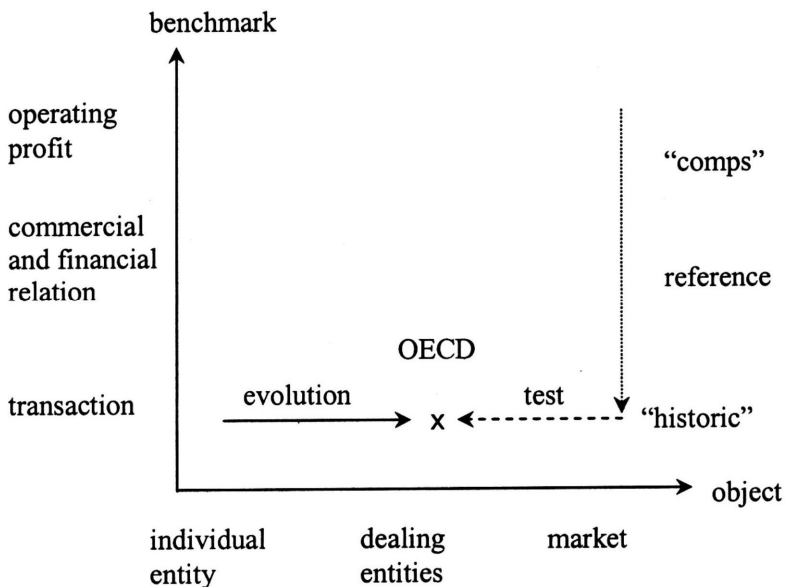 benchmark
operating
profit
“comps”
commercial
and financial
relation
reference
OECD
transaction
evolution
x
test
“historic”
object
individual
entity
dealing
entities
market